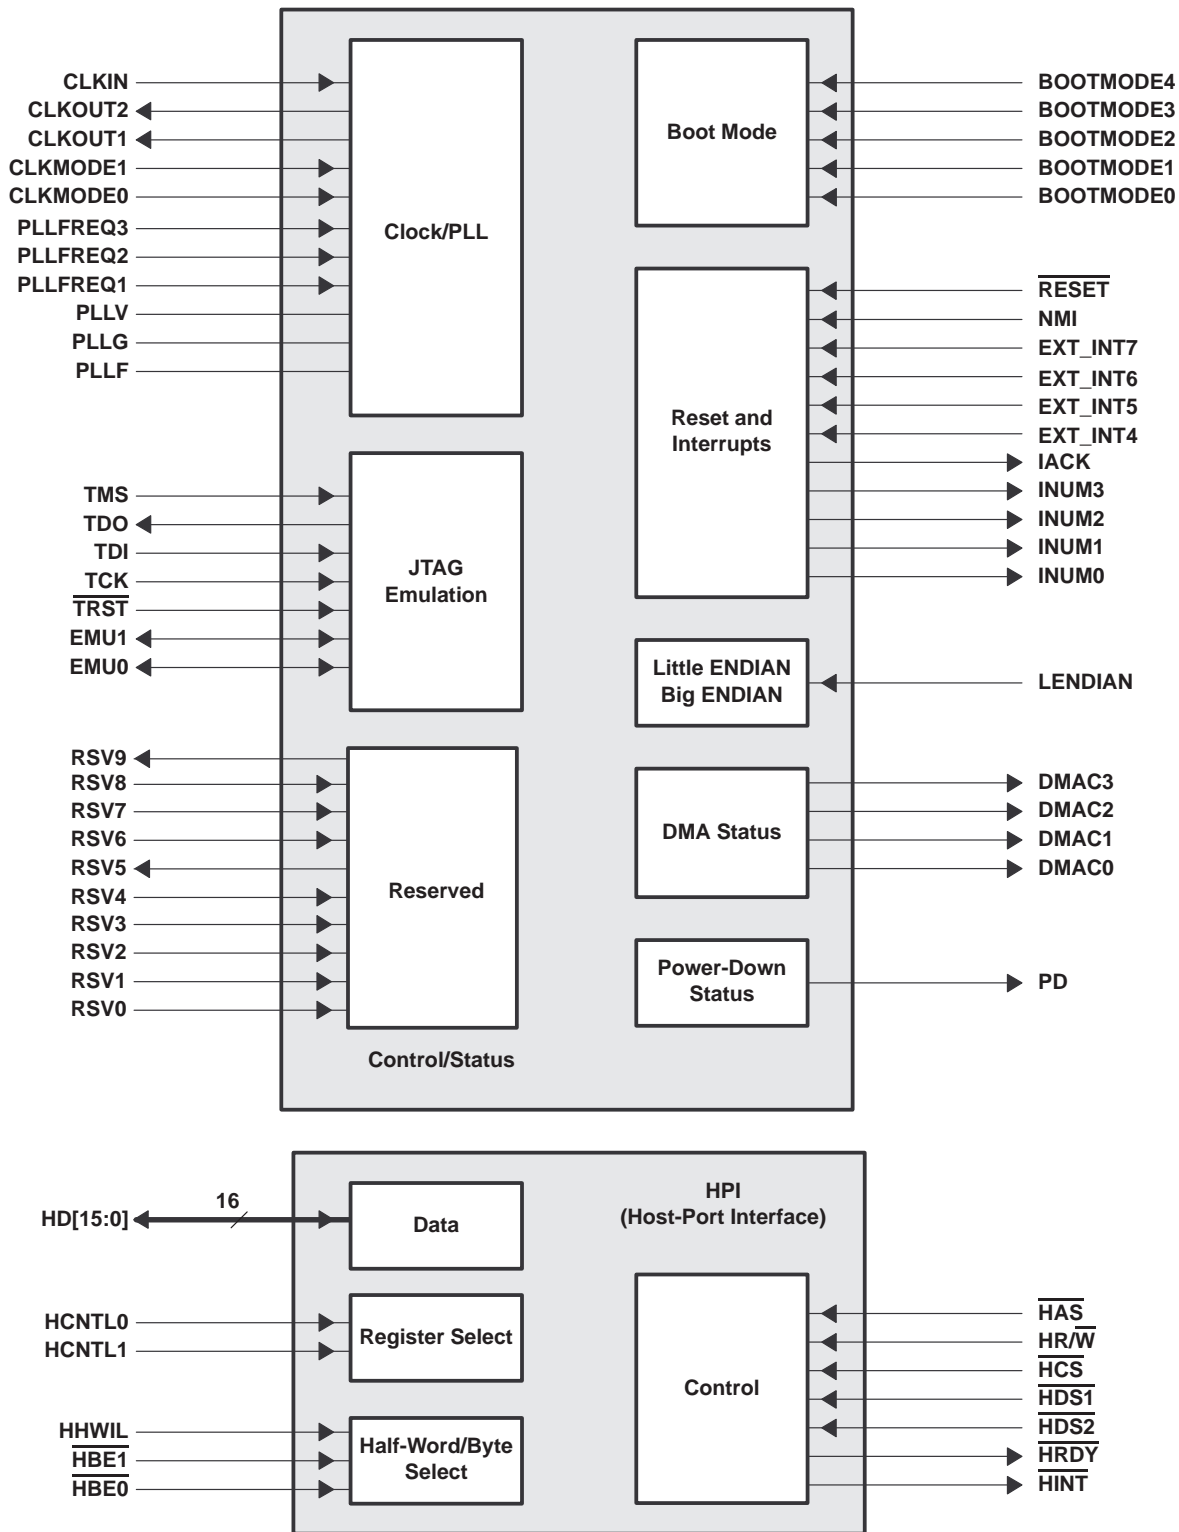 CLKIN
CLKOUT2
CLKOUT1
CLKMODE1
CLKMODE0
PLLFREQ3
PLLFREQ2
PLLFREQ1
PLLV
PLLG
PLLF
Clock/PLL
Boot Mode
BOOTMODE4
BOOTMODE3
BOOTMODE2
BOOTMODE1
BOOTMODE0
Reset and
Interrupts
RESET
NMI
EXT_INT7
EXT_INT6
EXT_INT5
EXT_INT4
IACK
INUM3
INUM2
INUM1
INUM0
TMS
TDO
TDI
TCK
TRST
EMU1
EMU0
JTAG
Emulation
Little ENDIAN
Big ENDIAN
LENDIAN
RSV9
RSV8
RSV7
RSV6
RSV5
RSV4
RSV3
RSV2
RSV1
RSV0
Reserved
DMA Status
DMAC3
DMAC2
DMAC1
DMAC0
Power-Down
Status
PD
Control/Status
HD[15:0]
16
Data
HPI
(Host-Port Interface)
HCNTL0
HCNTL1
Register Select
HHWIL
HBE1
HBE0
Half-Word/Byte
Select
Control
HAS
HR/W
HCS
HDS1
HDS2
HRDY
HINT